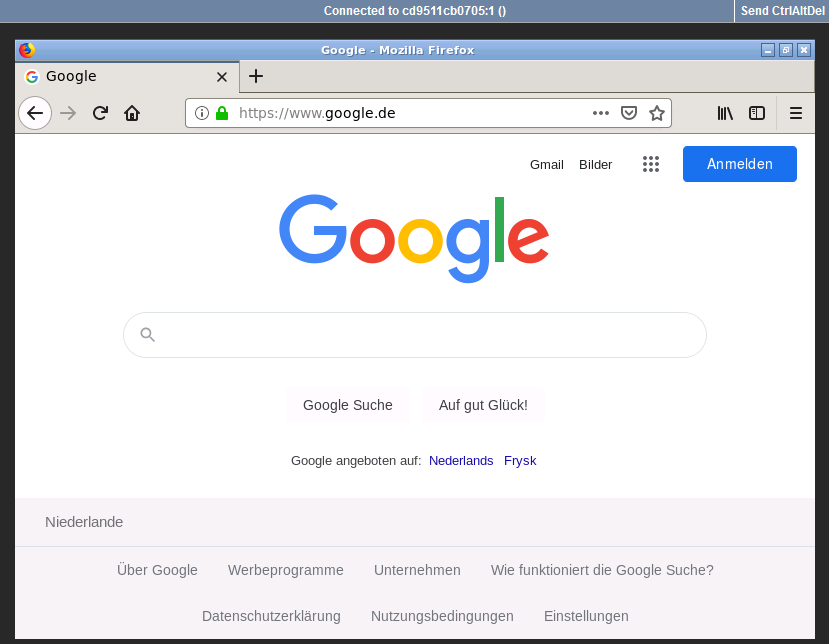 Connected to cd9511cb0705:1 ()
Send CtrlAltDel
Google - Mozilla Firefox
Google
https://www.google.de
Gmail Bilder Anmelden
Google
Google Suche Auf gut Glück!
Google angeboten auf: Nederlands Frysk
Niederlande
Über Google Werbeprogramme Unternehmen Wie funktioniert die Google Suche?
Datenschutzerklärung Nutzungsbedingungen Einstellungen